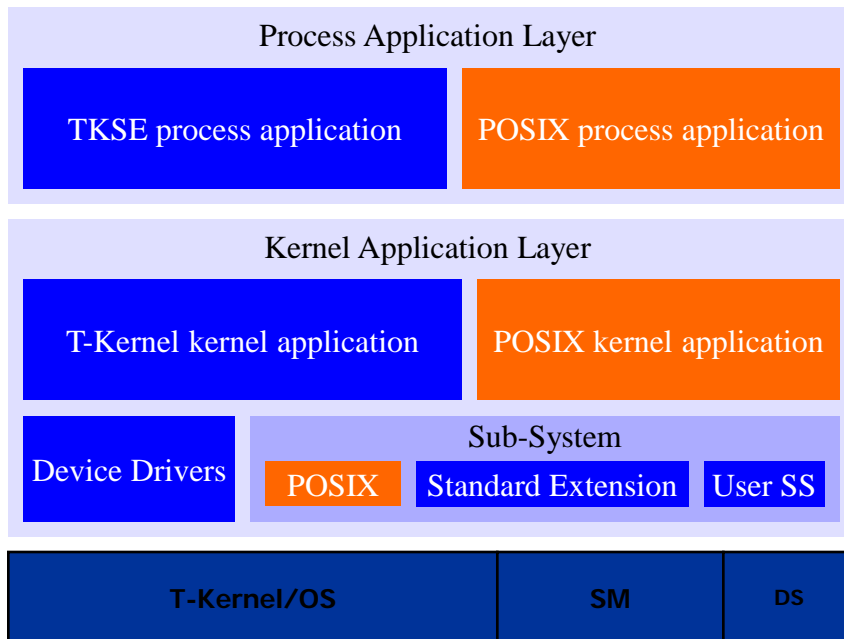 Process Application Layer
TKSE process application
POSIX process application
Kernel Application Layer
T-Kernel kernel application
POSIX kernel application
Device Drivers
Sub-System
POSIX
Standard Extension
User SS
T-Kernel/OS
SM
DS